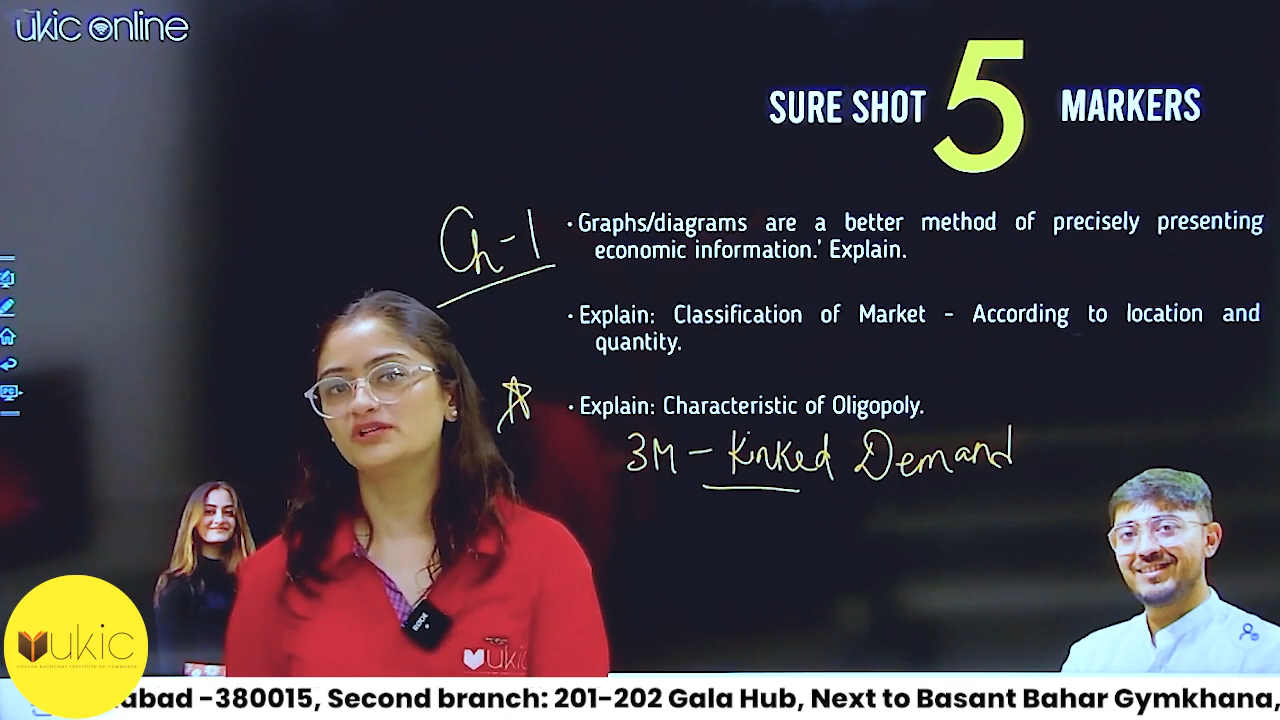 ukic online
SURE SHOT 5 MARKERS
Ch-1
• Graphs/diagrams are a better method of precisely presenting
economic information.' Explain.
• Explain: Classification of Market - According to location and
quantity.
• Explain: Characteristic of Oligopoly.
3M - Kinked Demand
BOYA
ukic
ukic
abad -380015, Second branch: 201-202 Gala Hub, Next to Basant Bahar Gymkhana,